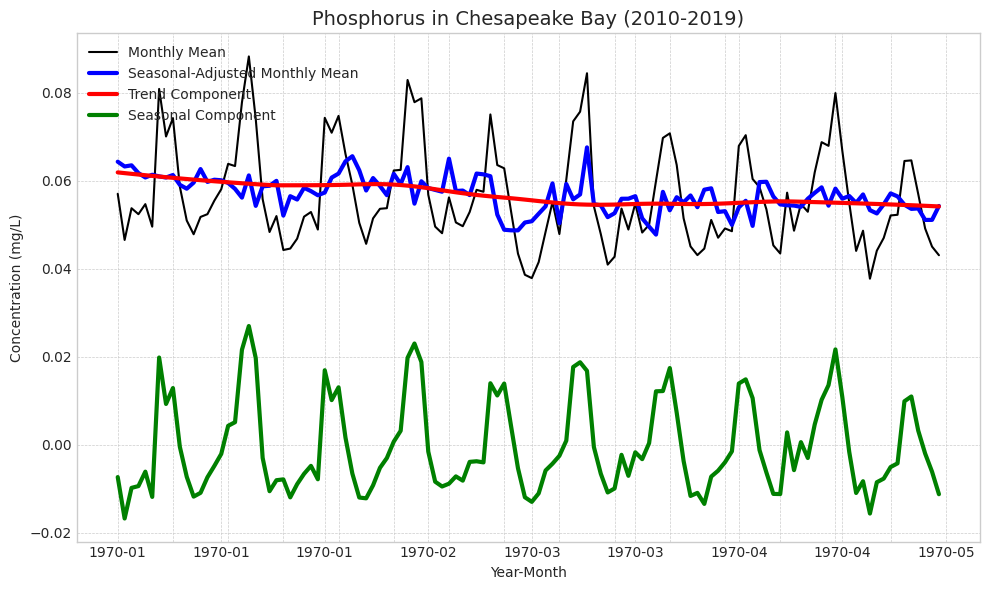 Phosphorus in Chesapeake Bay (2010-2019)
Monthly Mean
Seasonal-Adjusted Monthly Mean
Trend Component
Seasonal Component
Concentration (mg/L)
0.08
0.06
0.04
0.02
0.00
−0.02
1970-01 1970-01 1970-01 1970-02 1970-03 1970-03 1970-04 1970-04 1970-05
Year-Month